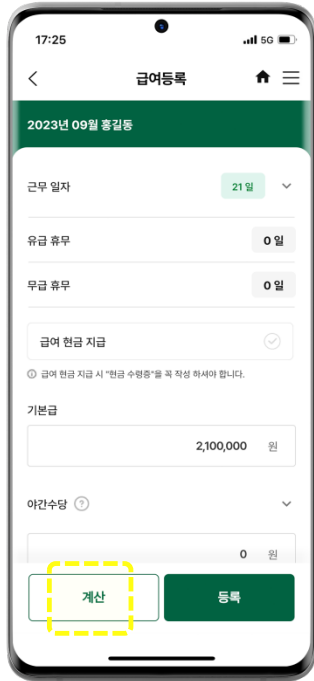 17:25
5G
급여등록
2023년 09월 홍길동
근무 일자
21 일
유급 휴무
0 일
무급 휴무
0 일
급여 현금 지급
급여 현금 지급 시 "현금 수령증"을 꼭 작성 하셔야 합니다.
기본급
2,100,000 원
야간수당 ?
0 원
계산
등록